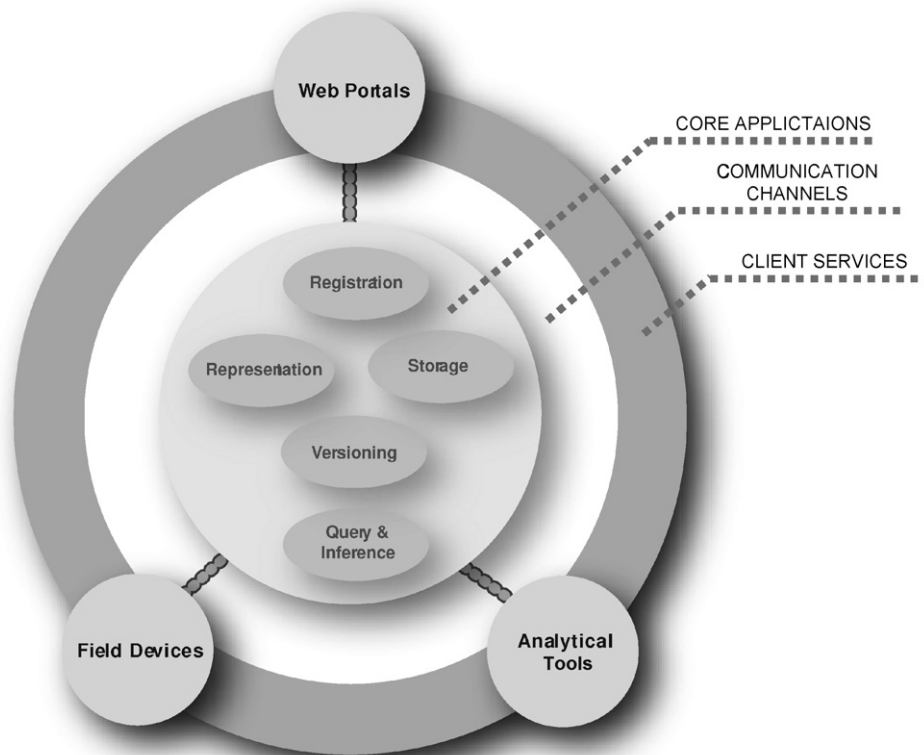 Web Portals
CORE APPLICTAIONS
COMMUNICATION
CHANNELS
CLIENT SERVICES
Registration
Representation
Storage
Versioning
Query &
Inference
Field Devices
Analytical
Tools